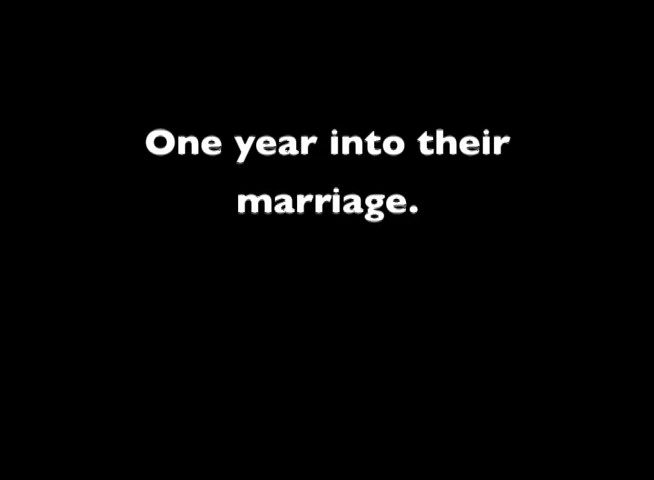 One year into their
marriage.